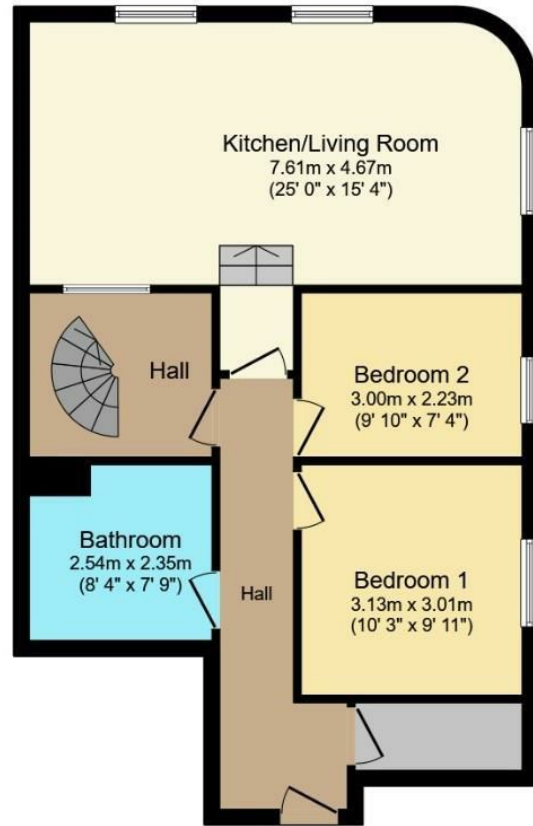 Kitchen/Living Room
7.61m x 4.67m
(25' 0" x 15' 4")
Hall
Bedroom 2
3.00m x 2.23m
(9' 10" x 7' 4")
Bathroom
2.54m x 2.35m
(8' 4" x 7' 9")
Hall
Bedroom 1
3.13m x 3.01m
(10' 3" x 9' 11")